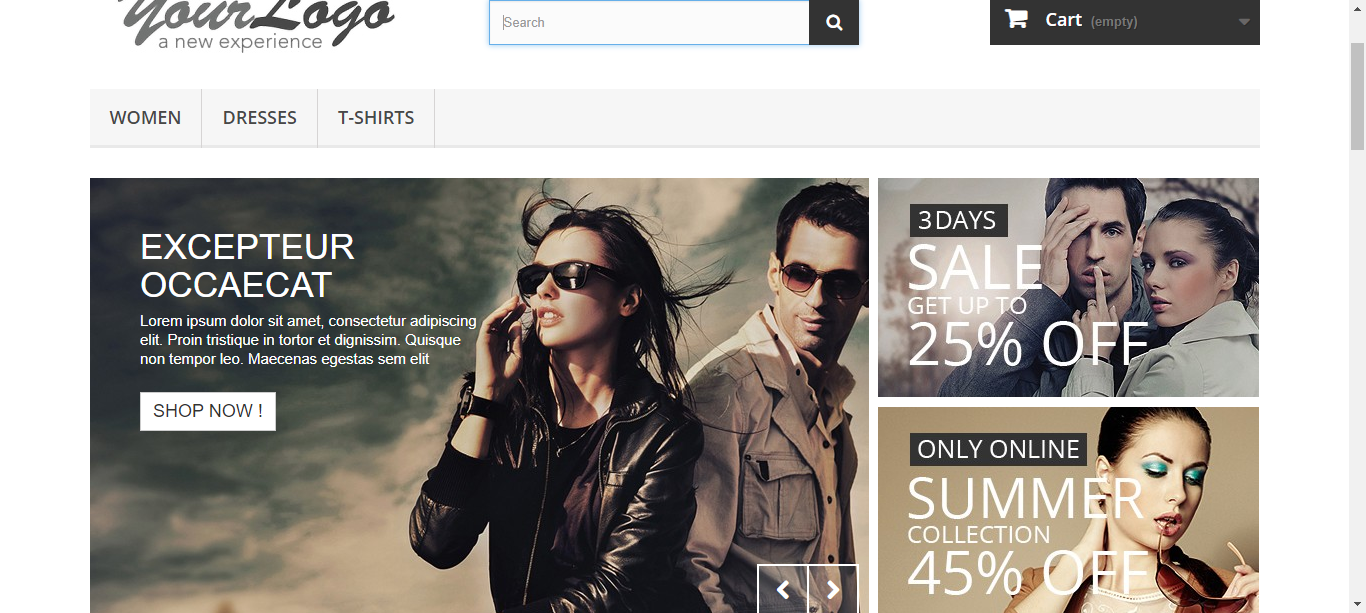 YourLogo
a new experience
Search
Cart (empty)
WOMEN
DRESSES
T-SHIRTS
EXCEPTEUR
OCCAECAT
Lorem ipsum dolor sit amet, consectetur adipiscing
elit. Proin tristique in tortor et dignissim. Quisque
non tempor leo. Maecenas egestas sem elit
SHOP NOW !
3 DAYS
SALE
GET UP TO
25% OFF
ONLY ONLINE
SUMMER
COLLECTION
45% OFF